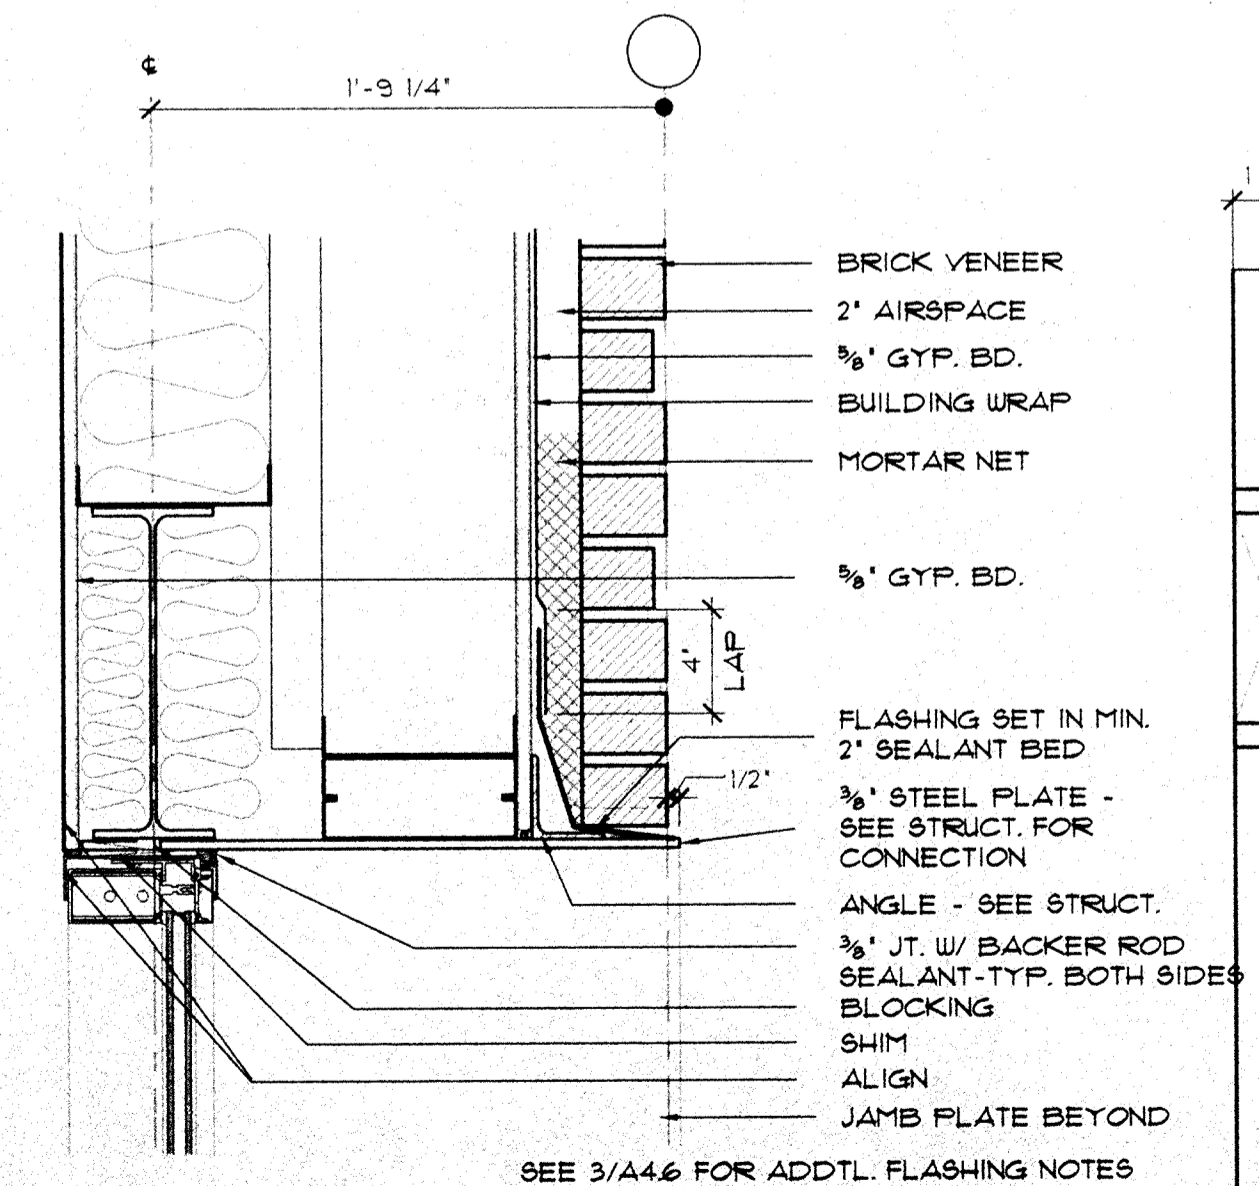 ℄
1'-9 1/4"
1
BRICK VENEER
2" AIRSPACE
5/8" GYP. BD.
BUILDING WRAP
MORTAR NET
5/8" GYP. BD.
4" LAP
FLASHING SET IN MIN.
2" SEALANT BED
1/2"
3/8" STEEL PLATE -
SEE STRUCT. FOR
CONNECTION
ANGLE - SEE STRUCT.
3/8" JT. W/ BACKER ROD
SEALANT-TYP. BOTH SIDES
BLOCKING
SHIM
ALIGN
JAMB PLATE BEYOND
SEE 3/A4.6 FOR ADDTL. FLASHING NOTES